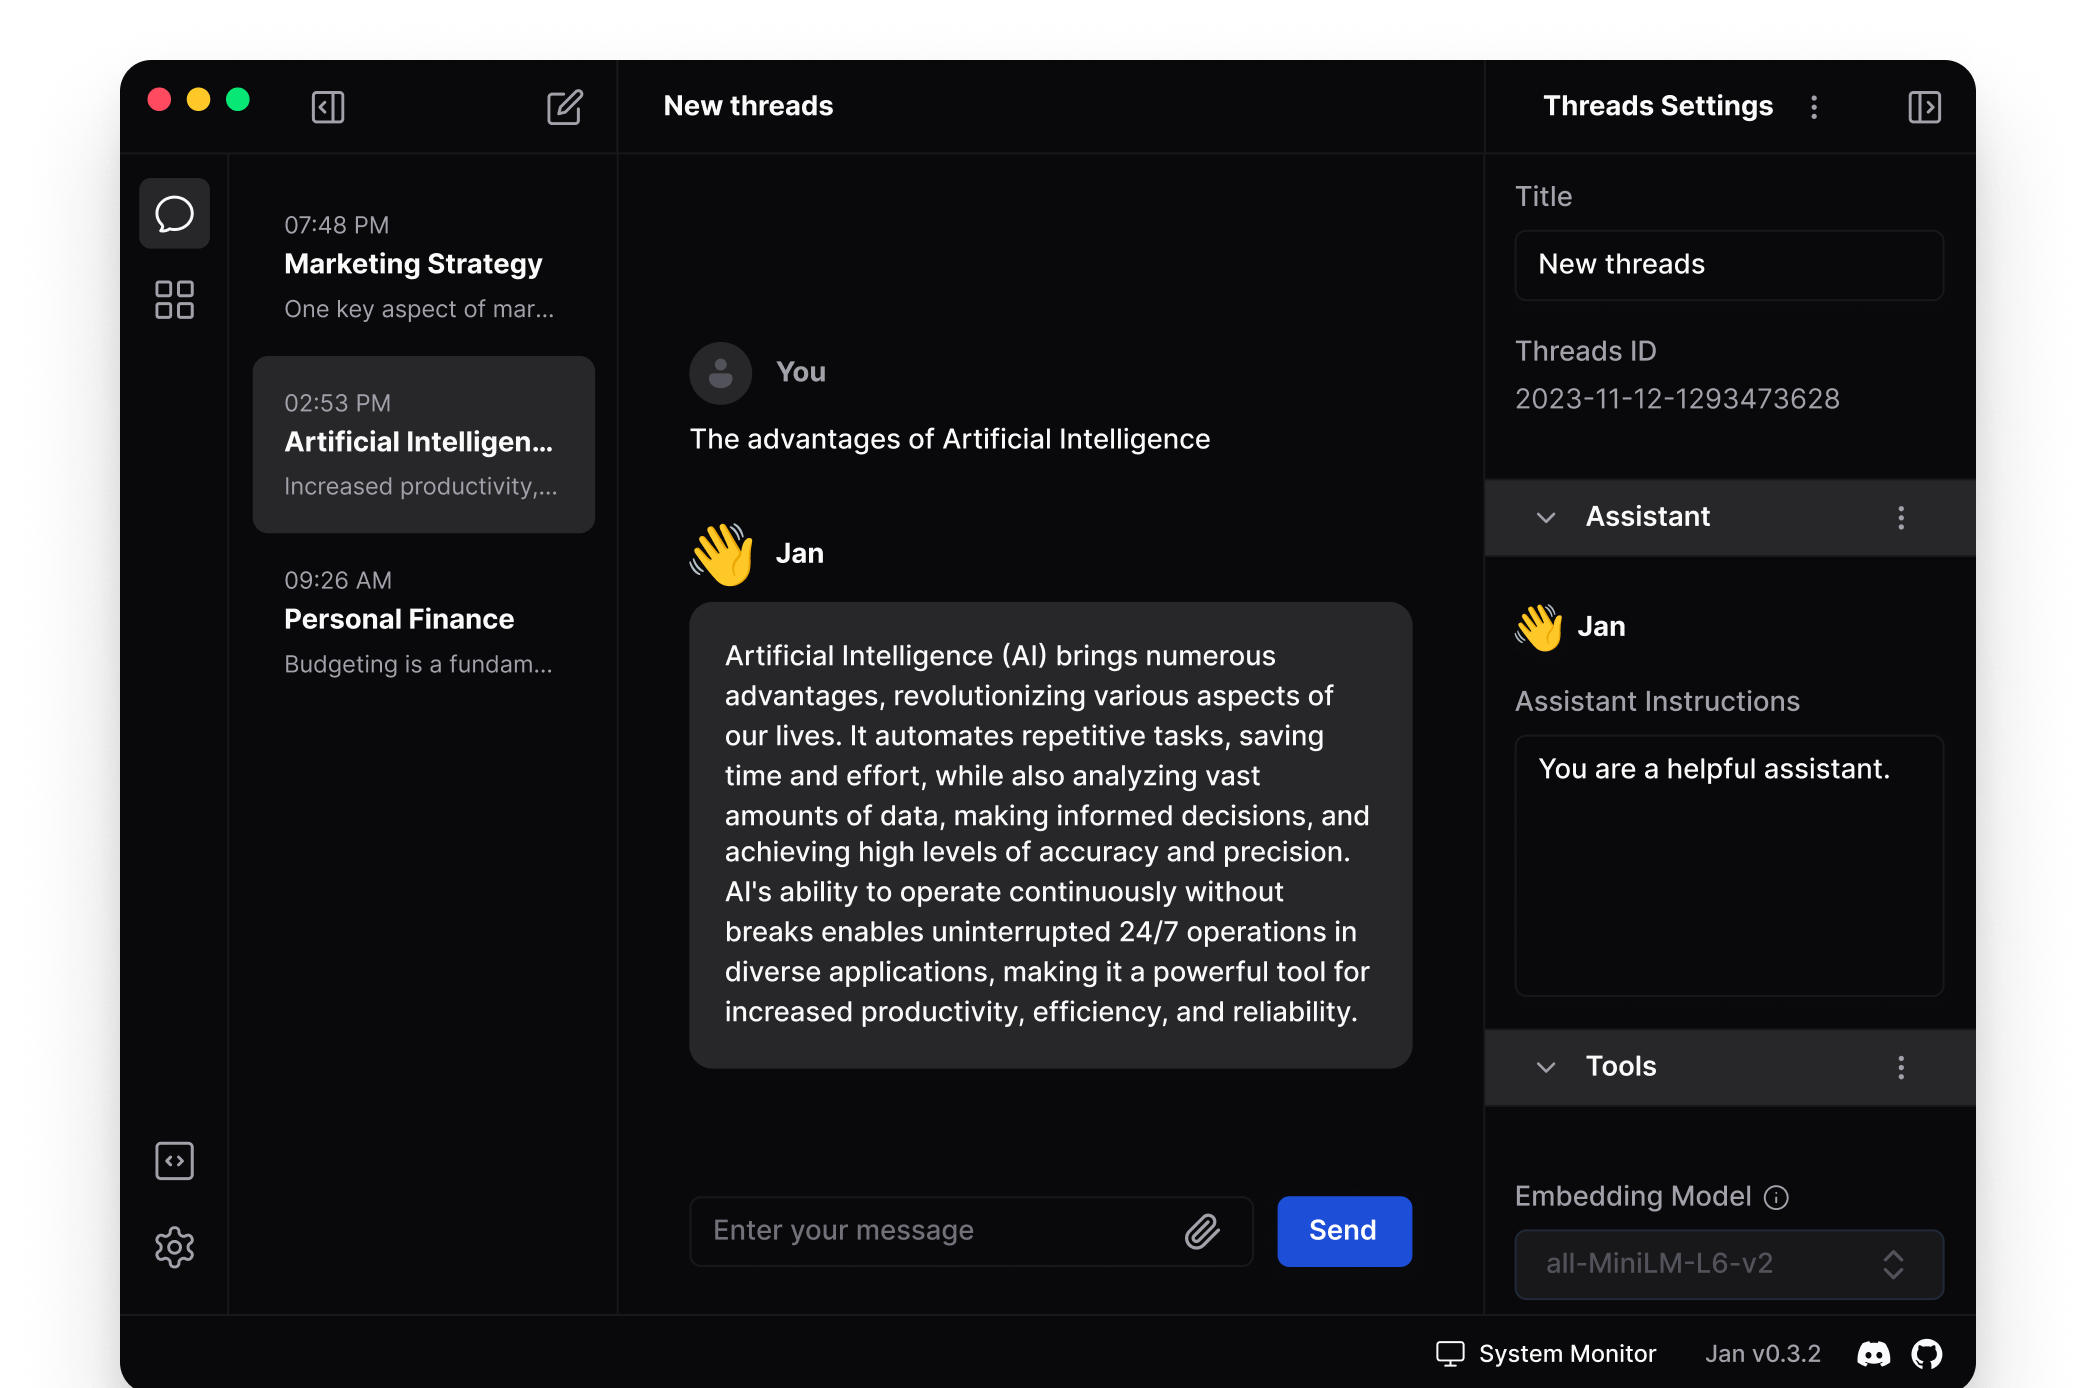 New threads
Threads Settings
07:48 PM
Marketing Strategy
One key aspect of mar...
02:53 PM
Artificial Intelligen...
Increased productivity,...
09:26 AM
Personal Finance
Budgeting is a fundam...
You
The advantages of Artificial Intelligence
Jan
Artificial Intelligence (AI) brings numerous
advantages, revolutionizing various aspects of
our lives. It automates repetitive tasks, saving
time and effort, while also analyzing vast
amounts of data, making informed decisions, and
achieving high levels of accuracy and precision.
AI's ability to operate continuously without
breaks enables uninterrupted 24/7 operations in
diverse applications, making it a powerful tool for
increased productivity, efficiency, and reliability.
Enter your message
Send
Title
New threads
Threads ID
2023-11-12-1293473628
Assistant
Jan
Assistant Instructions
You are a helpful assistant.
Tools
Embedding Model
all-MiniLM-L6-v2
System Monitor
Jan v0.3.2